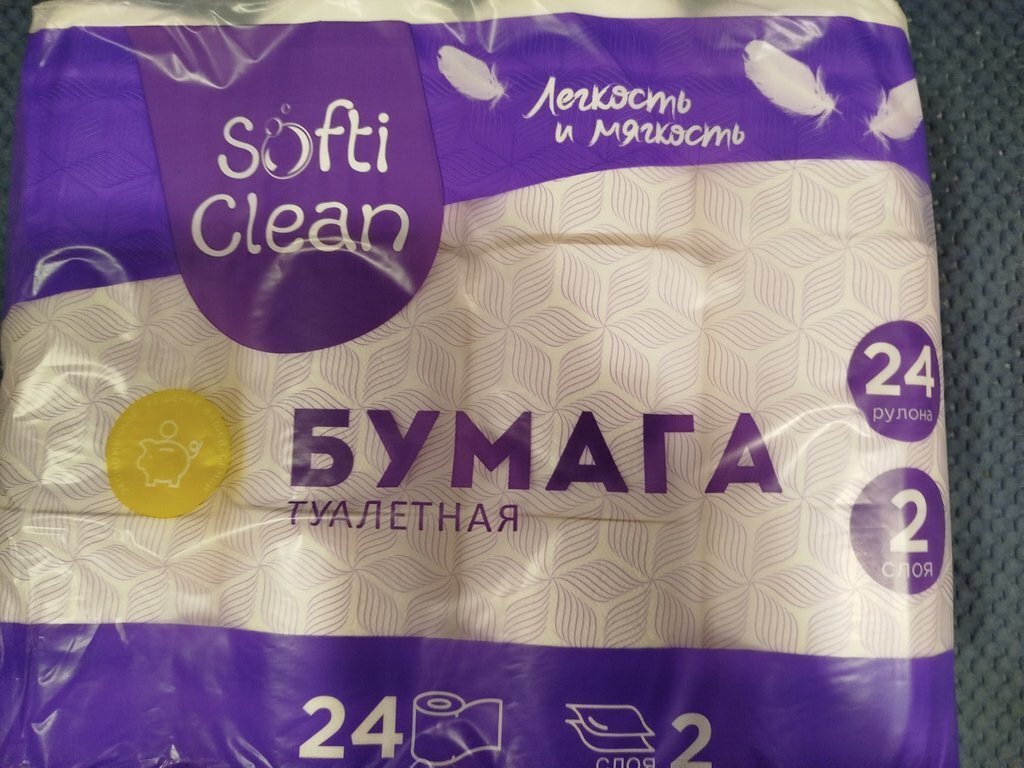 Softi
Clean
Легкость
и мягкость
24
рулона
БУМАГА
ТУАЛЕТНАЯ
2
слоя
24
слоя 2